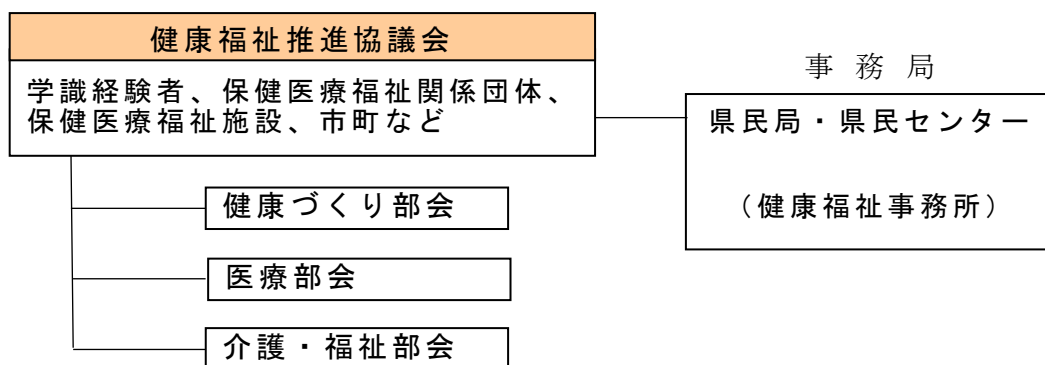 健康福祉推進協議会
学識経験者、保健医療福祉関係団体、
保健医療福祉施設、市町など
事務局
県民局・県民センター
（健康福祉事務所）
健康づくり部会
医療部会
介護・福祉部会